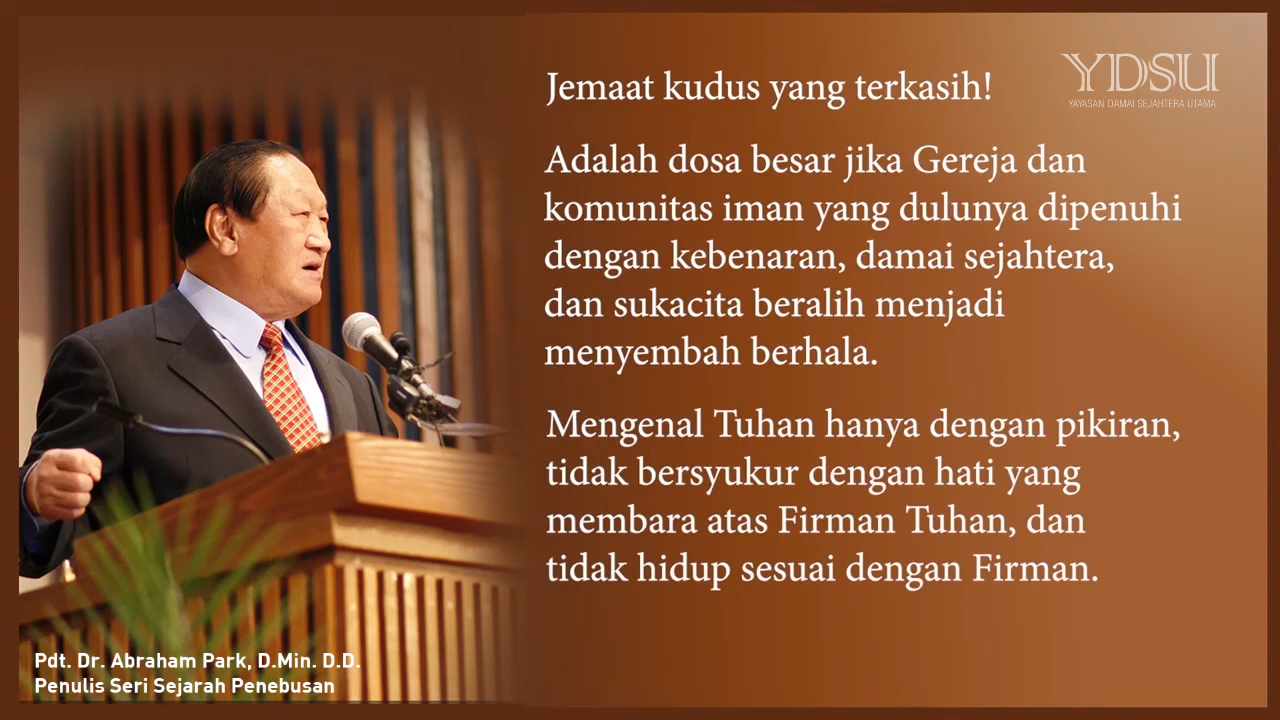 YDSU
YAYASAN DAMAI SEJAHTERA UTAMA
Jemaat kudus yang terkasih!
Adalah dosa besar jika Gereja dan
komunitas iman yang dulunya dipenuhi
dengan kebenaran, damai sejahtera,
dan sukacita beralih menjadi
menyembah berhala.
Mengenal Tuhan hanya dengan pikiran,
tidak bersyukur dengan hati yang
membara atas Firman Tuhan, dan
tidak hidup sesuai dengan Firman.
Pdt. Dr. Abraham Park, D.Min. D.D.
Penulis Seri Sejarah Penebusan